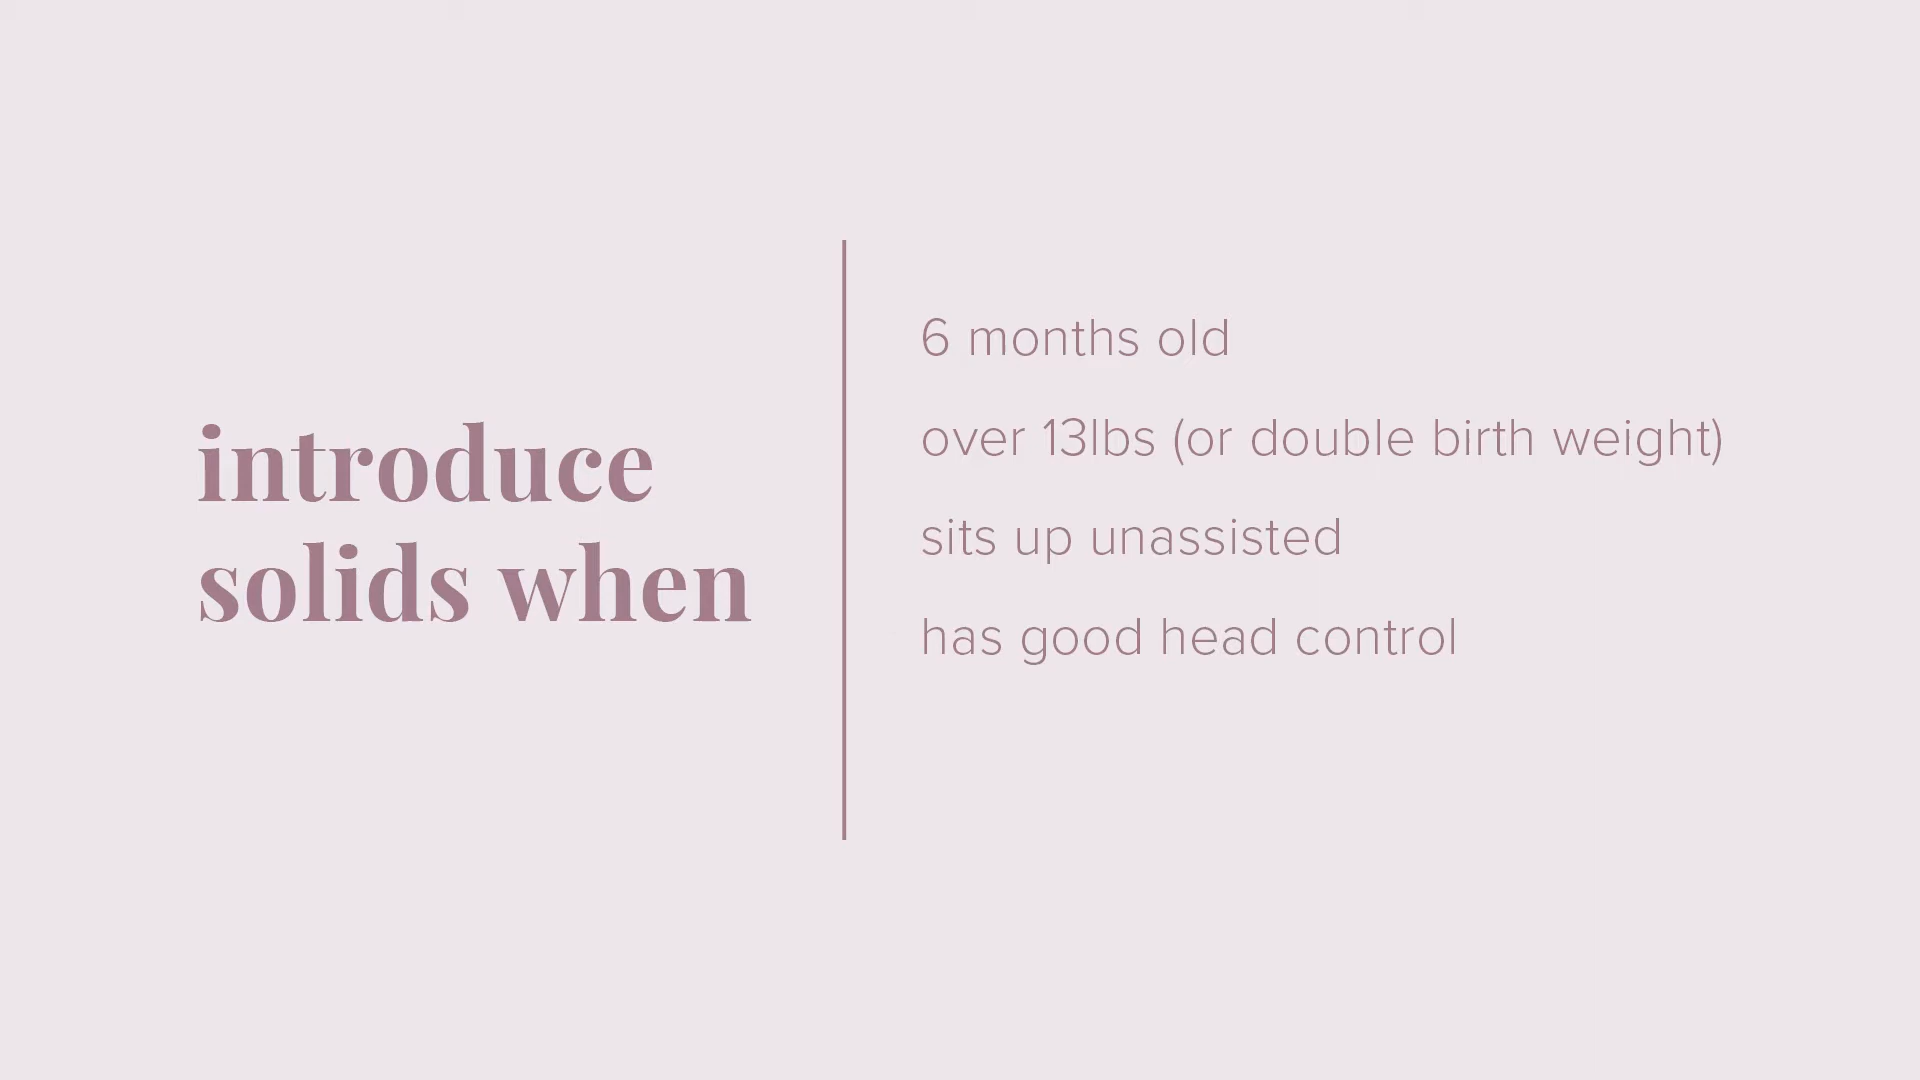 introduce
solids when
6 months old
over 13lbs (or double birth weight)
sits up unassisted
has good head control